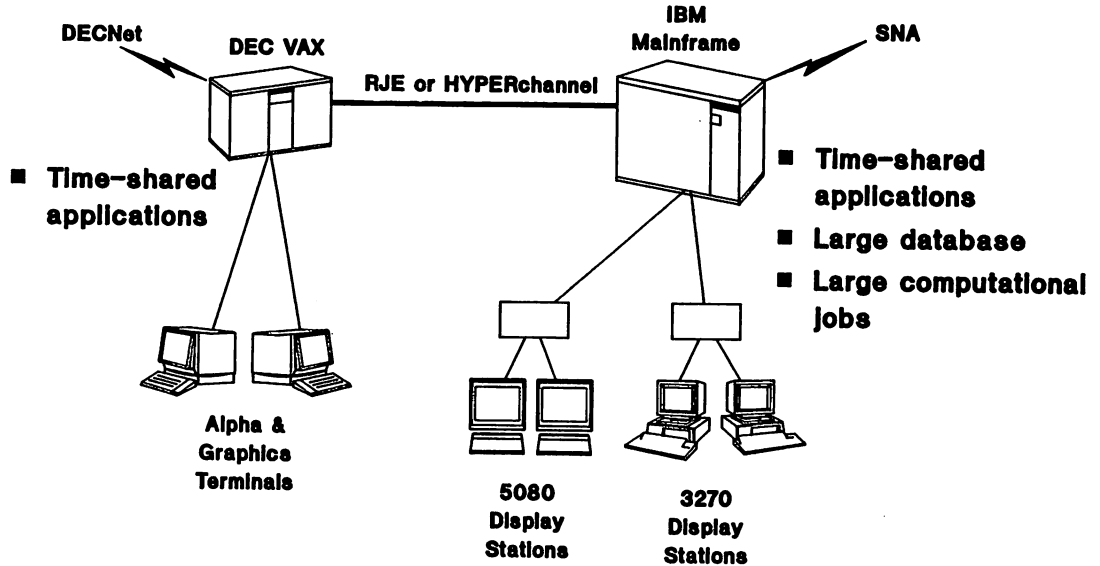 DECNet
DEC VAX
IBM
Mainframe
SNA
RJE or HYPERchannel
■ Time-shared
applications
■ Time-shared
applications
■ Large database
■ Large computational
jobs
Alpha &
Graphics
Terminals
5080
Display
Stations
3270
Display
Stations